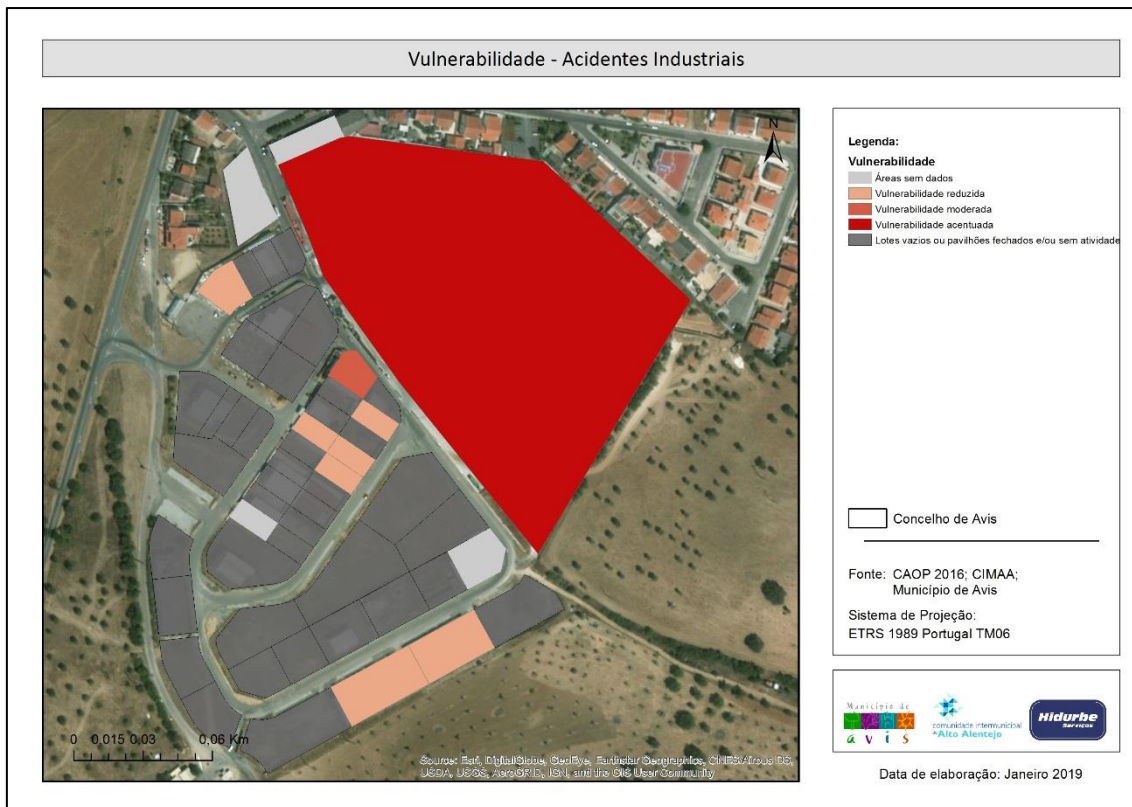 Vulnerabilidade - Acidentes Industriais
N
Legenda:
Vulnerabilidade
Áreas sem dados
Vulnerabilidade reduzida
Vulnerabilidade moderada
Vulnerabilidade acentuada
Lotes vazios ou pavilhões fechados e/ou sem atividade
Concelho de Avis
Fonte: CAOP 2016; CIMAA;
Município de Avis
Sistema de Projeção:
ETRS 1989 Portugal TM06
0 0,015 0,03 0,06 Km
Source: Esri, DigitalGlobe, GeoEye, Earthstar Geographics, CNES/Airbus DS,
USDA, USGS, AeroGRID, IGN, and the GIS User Community
Município de
avis
comunidade intermunicipal
do Alto Alentejo
Hidurbe
Serviços
Data de elaboração: Janeiro 2019